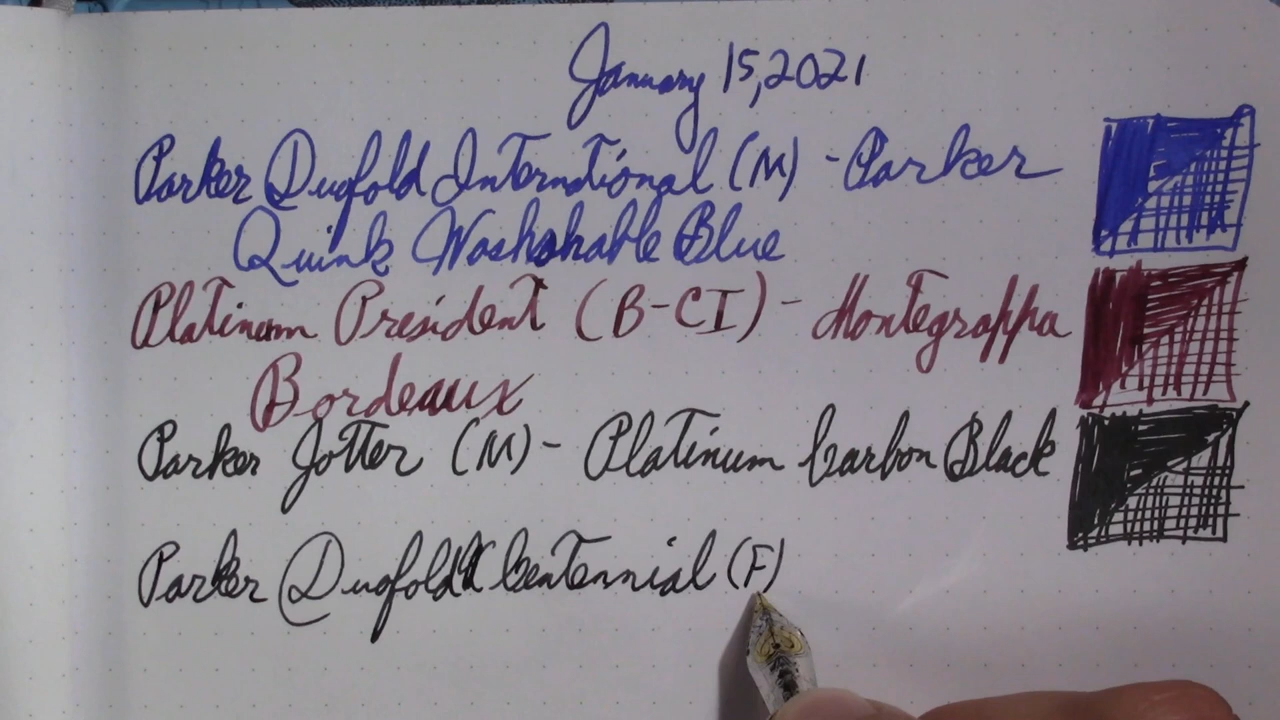 January 15, 2021
Parker Duofold International (M) - Parker
Quink Washable Blue
Platinum President (B-CI) - Montegrappa
Bordeaux
Parker Jotter (M) - Platinum Carbon Black
Parker Duofold Centennial (F)